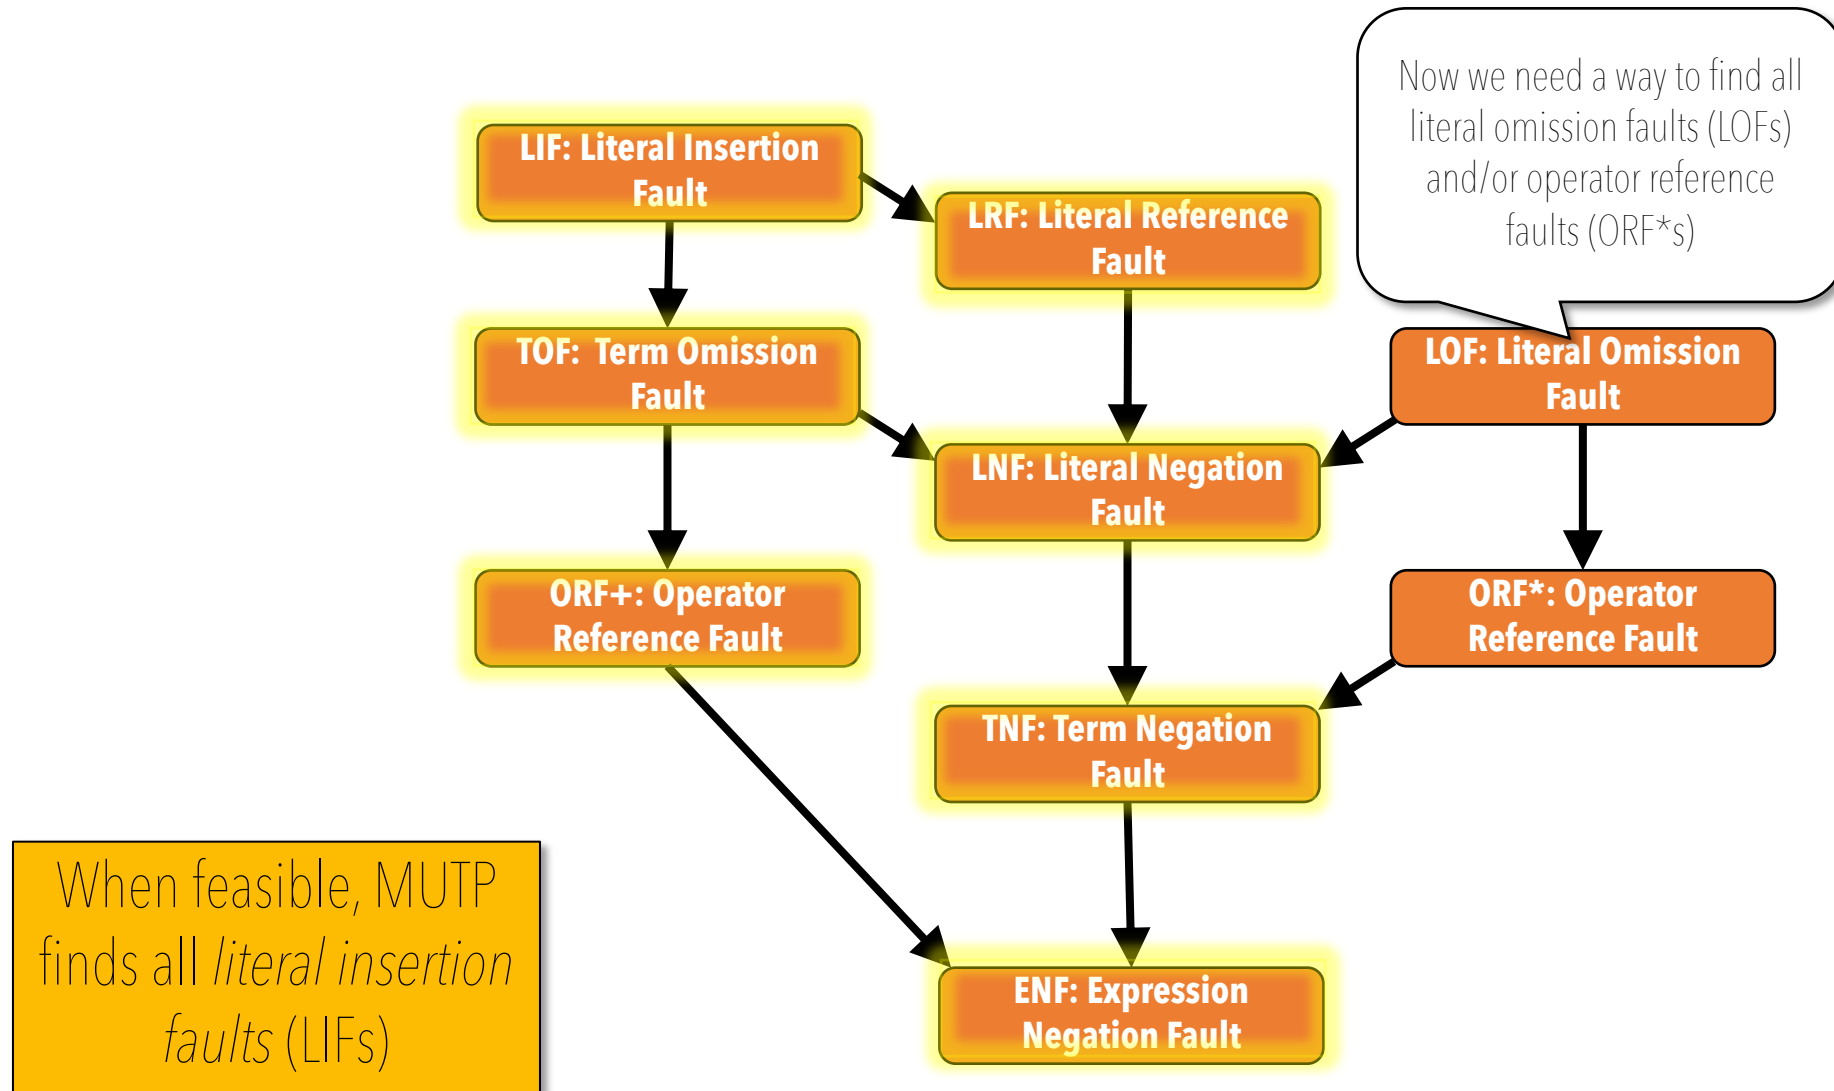 Now we need a way to find all
literal omission faults (LOFs)
and/or operator reference
faults (ORF*s)
LIF: Literal Insertion
Fault
LRF: Literal Reference
Fault
TOF: Term Omission
Fault
LOF: Literal Omission
Fault
LNF: Literal Negation
Fault
ORF+: Operator
Reference Fault
ORF*: Operator
Reference Fault
TNF: Term Negation
Fault
When feasible, MUTP
finds all literal insertion
faults (LIFs)
ENF: Expression
Negation Fault